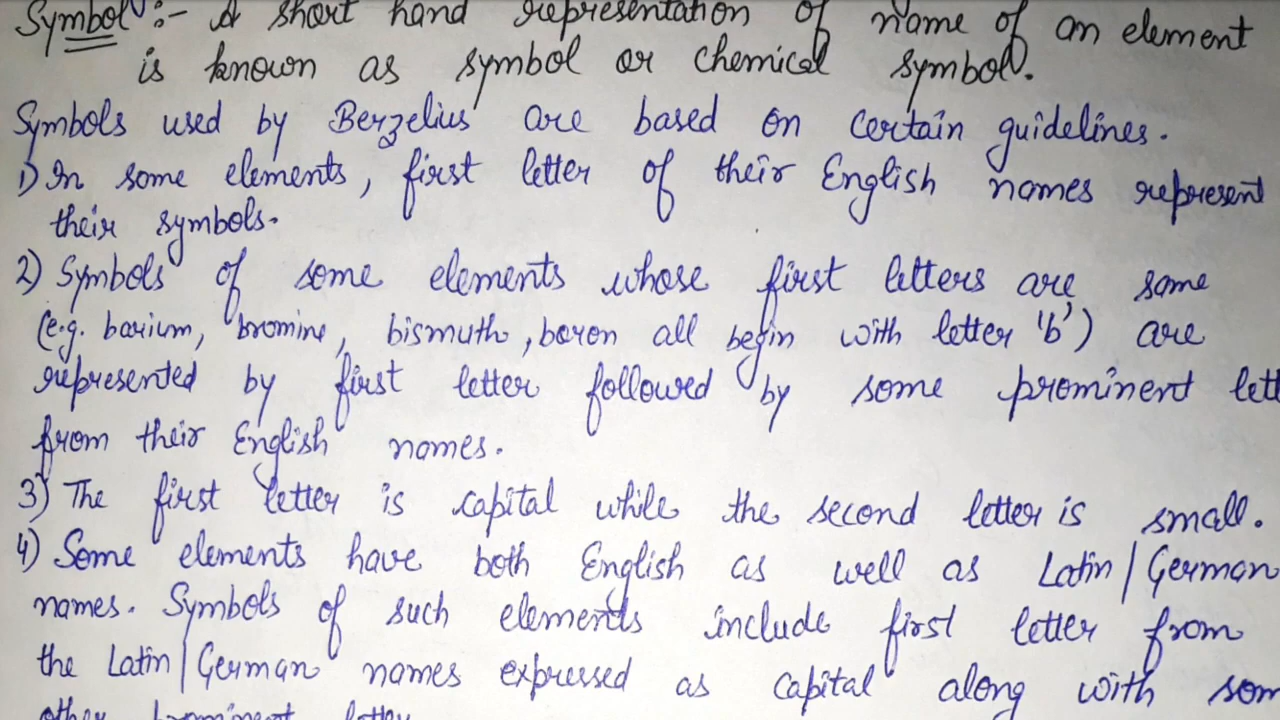 Symbol :- A short hand representation of name of an element
is known as symbol or chemical symbol.
Symbols used by Berzelius are based on certain guidelines.
1) In some elements, first letter of their English names represent
their symbols.
2) Symbols of some elements whose first letters are same
(e.g. barium, bromine, bismuth, boron all begin with letter 'b') are
represented by first letter followed by some prominent lett
from their English names.
3) The first letter is capital while the second letter is small.
4) Some elements have both English as well as Latin/German
names. Symbols of such elements include first letter from
the Latin/German names expressed as capital along with som
other prominent letter